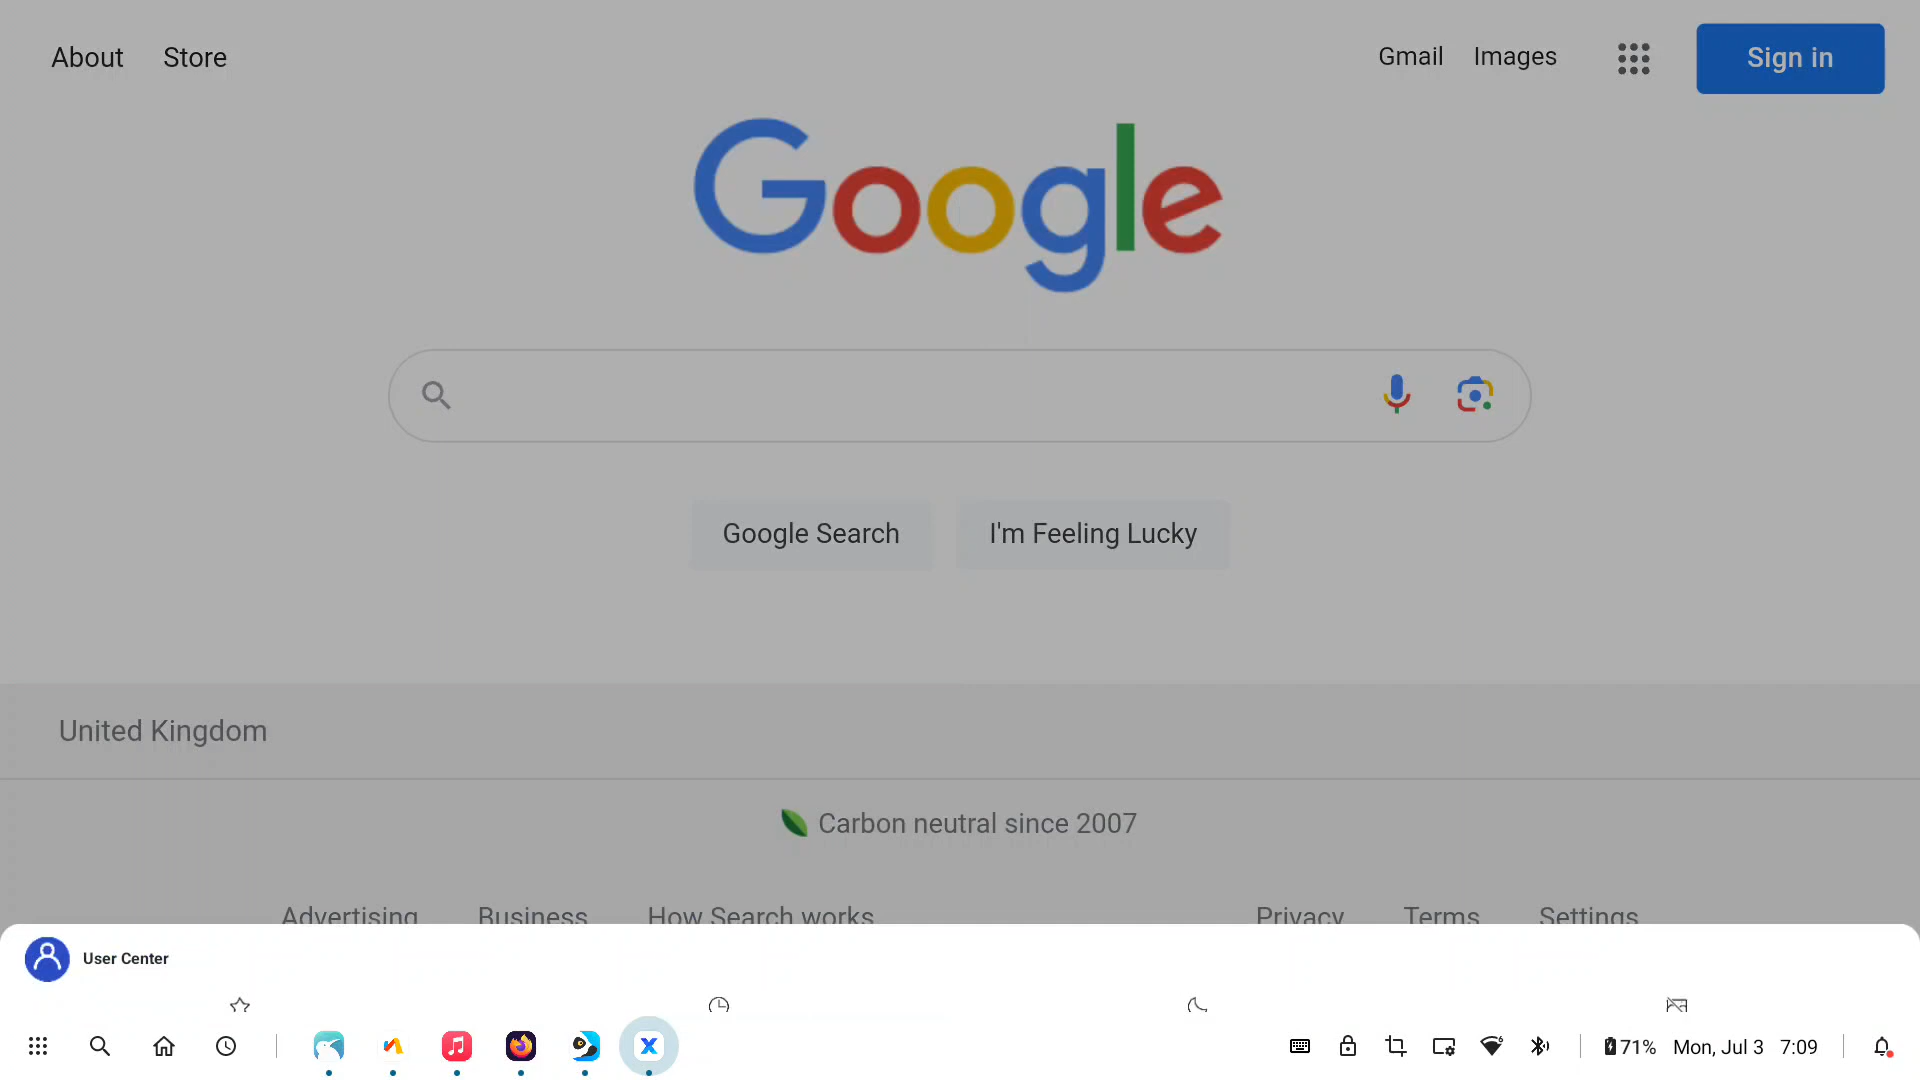 About Store Gmail Images Sign in
Google
Google Search I'm Feeling Lucky
United Kingdom
Carbon neutral since 2007
Advertising Business How Search works Privacy Terms Settings
User Center
71% Mon, Jul 3 7:09